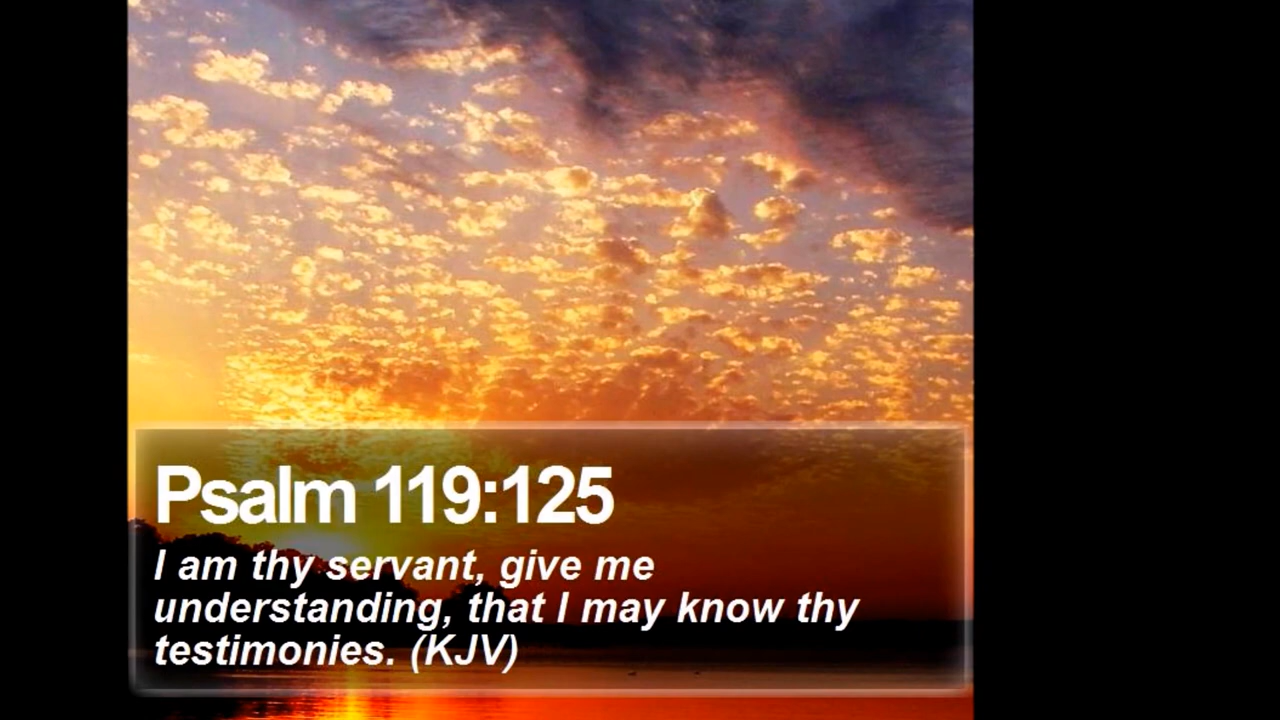 Psalm 119:125
I am thy servant, give me
understanding, that I may know thy
testimonies. (KJV)